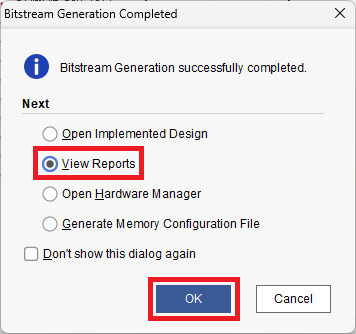 Bitstream Generation Completed
Bitstream Generation successfully completed.
Next
Open Implemented Design
View Reports
Open Hardware Manager
Generate Memory Configuration File
Don't show this dialog again
OK
Cancel